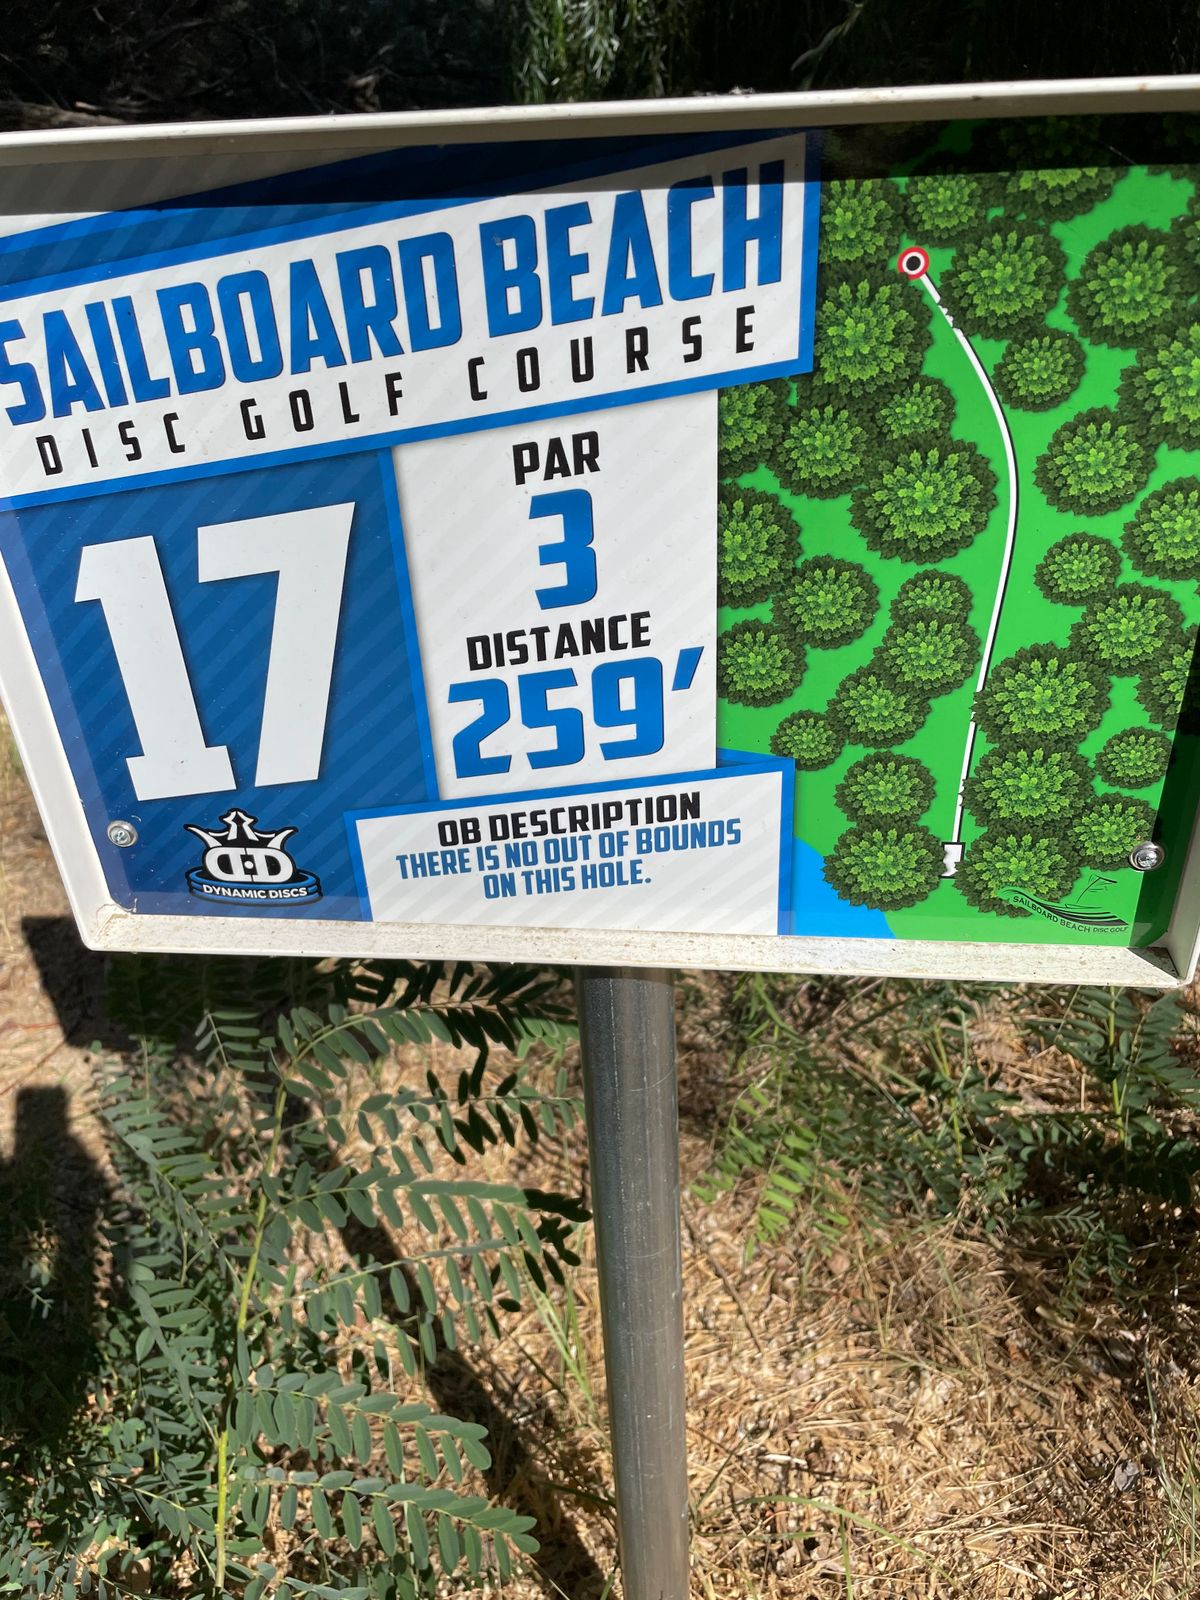 SAILBOARD BEACH
DISC GOLF COURSE
17
PAR
3
DISTANCE
259'
OB DESCRIPTION
THERE IS NO OUT OF BOUNDS
ON THIS HOLE.
DD
DYNAMIC DISCS
SAILBOARD BEACH DISC GOLF